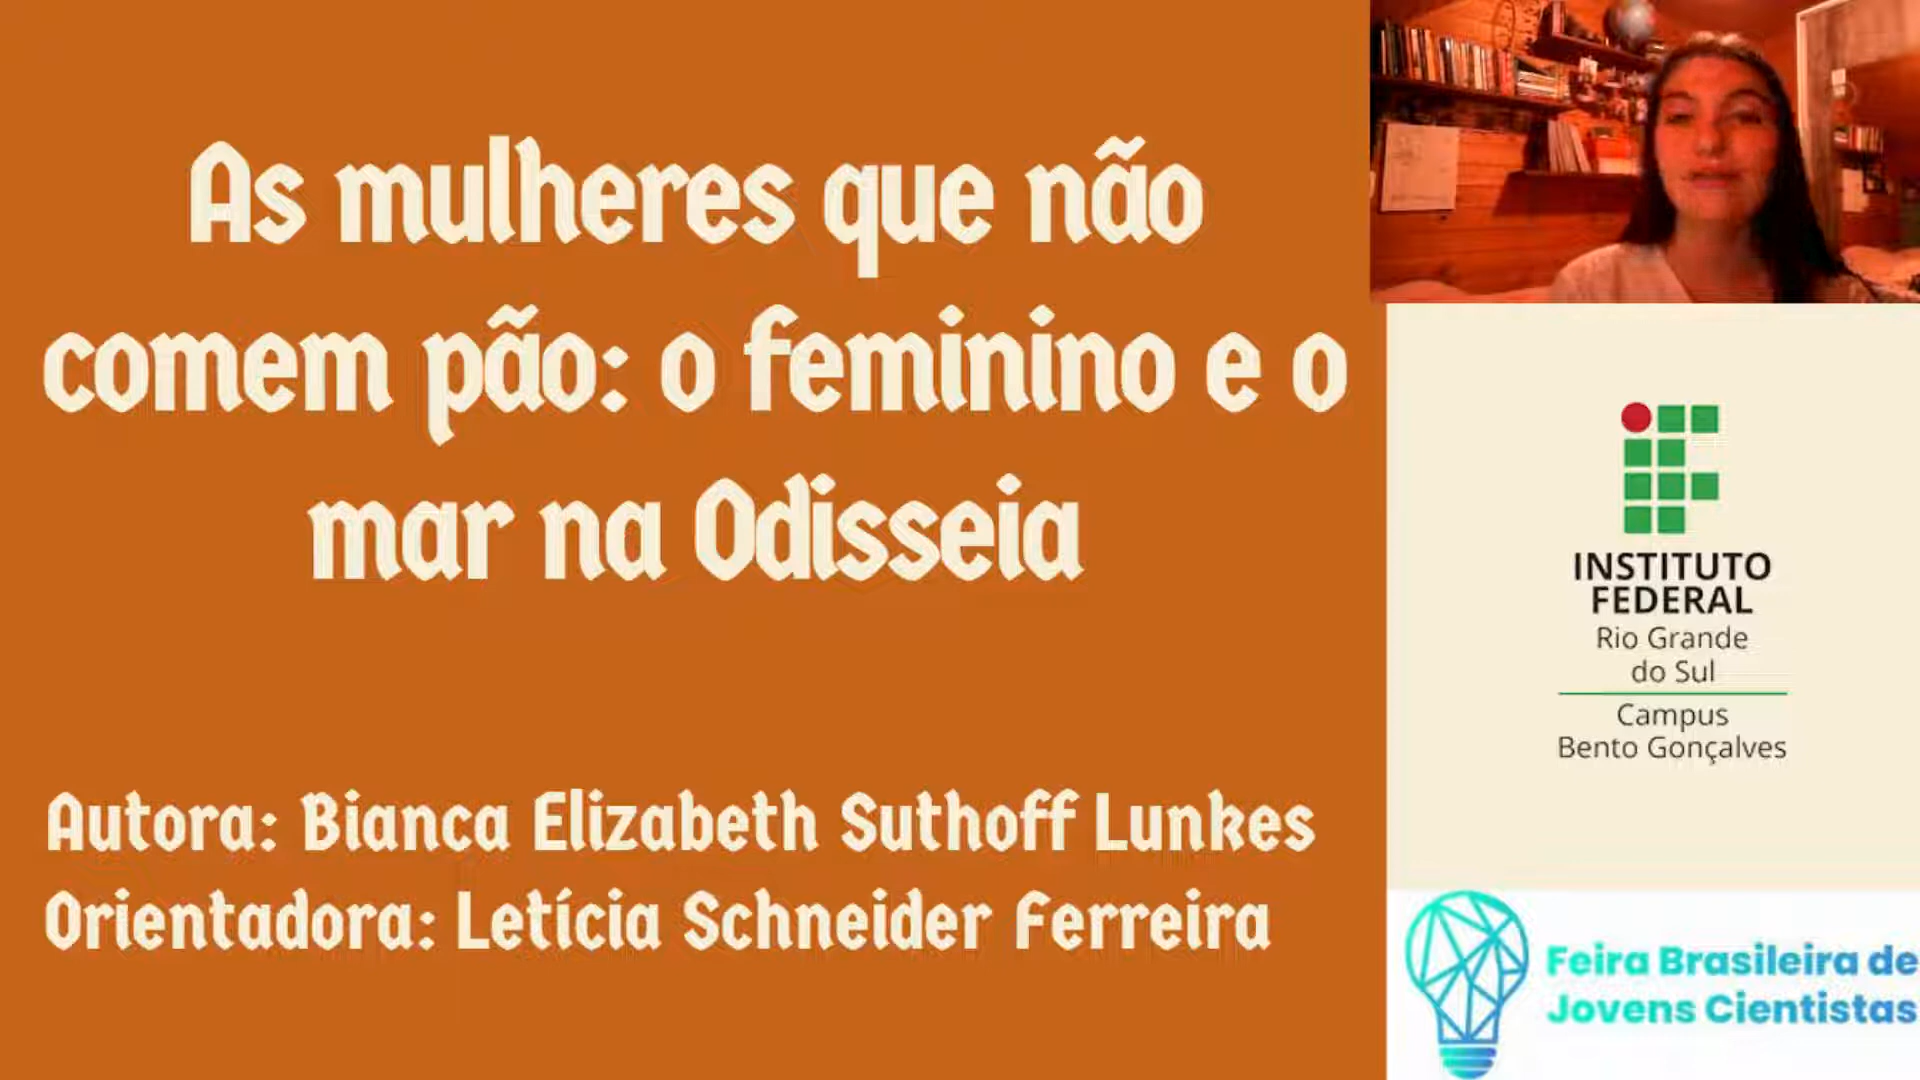 As mulheres que não
comem pão: o feminino e o
mar na Odisseia
Autora: Bianca Elizabeth Suthoff Lunkes
Orientadora: Letícia Schneider Ferreira
INSTITUTO
FEDERAL
Rio Grande
do Sul
Campus
Bento Gonçalves
Feira Brasileira de
Jovens Cientistas